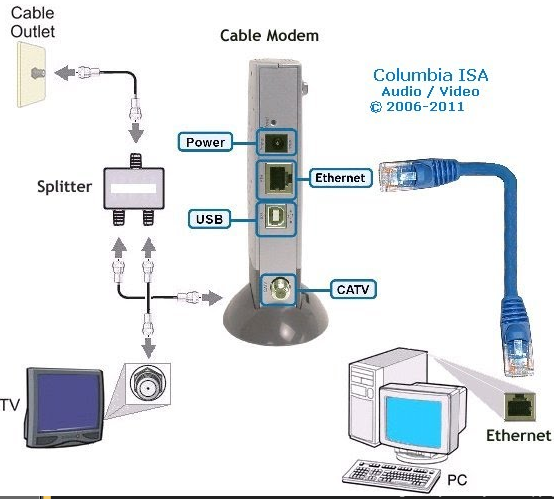 Cable
Outlet
Cable Modem
Columbia ISA
Audio / Video
© 2006-2011
Power
Ethernet
Splitter
USB
CATV
TV
Ethernet
PC